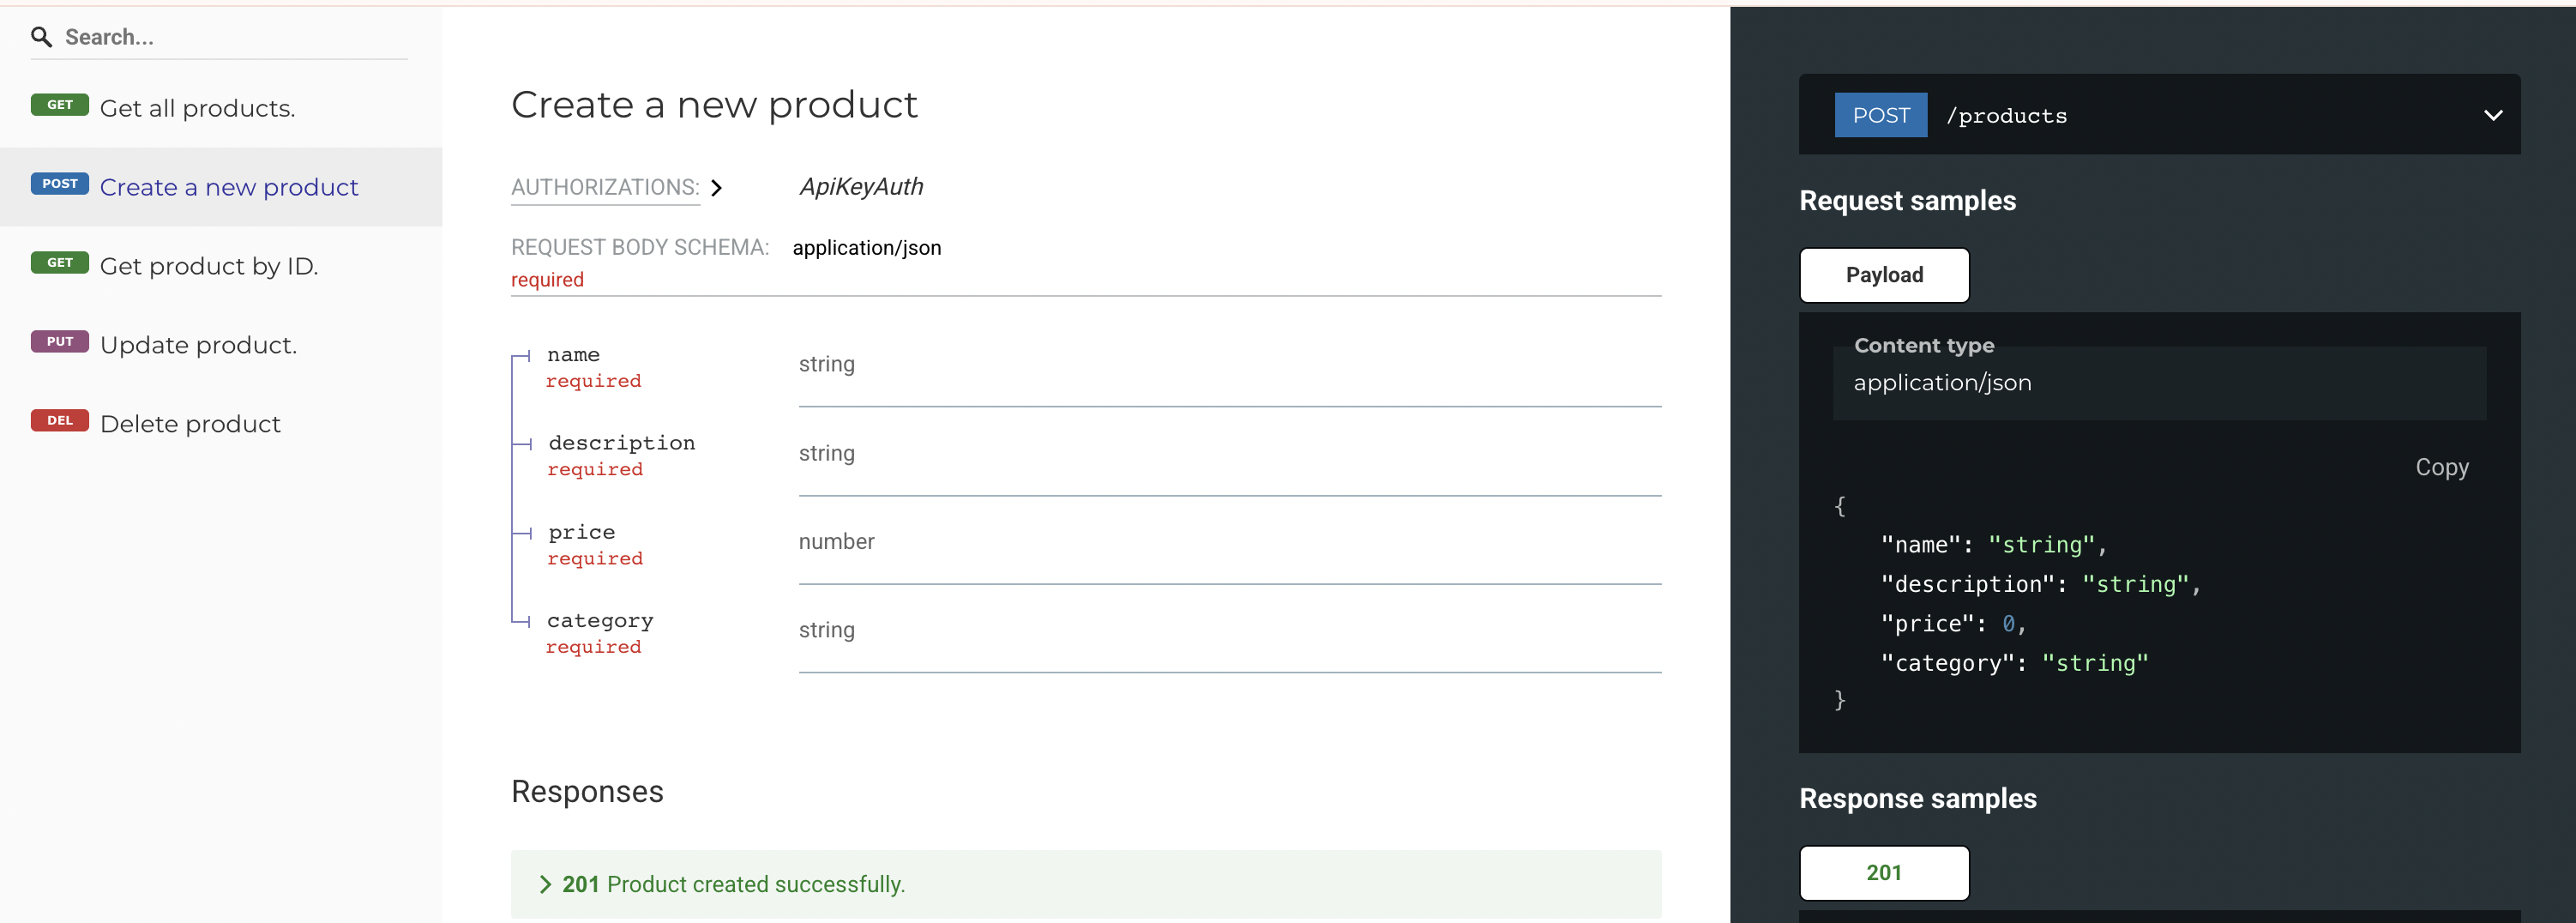 Search...
GET Get all products.
POST Create a new product
GET Get product by ID.
PUT Update product.
DEL Delete product
Create a new product
AUTHORIZATIONS: ApiKeyAuth
REQUEST BODY SCHEMA: application/json
required
name
required
string
description
required
string
price
required
number
category
required
string
Responses
201 Product created successfully.
POST /products
Request samples
Payload
Content type
application/json
Copy
{
"name": "string",
"description": "string",
"price": 0,
"category": "string"
}
Response samples
201